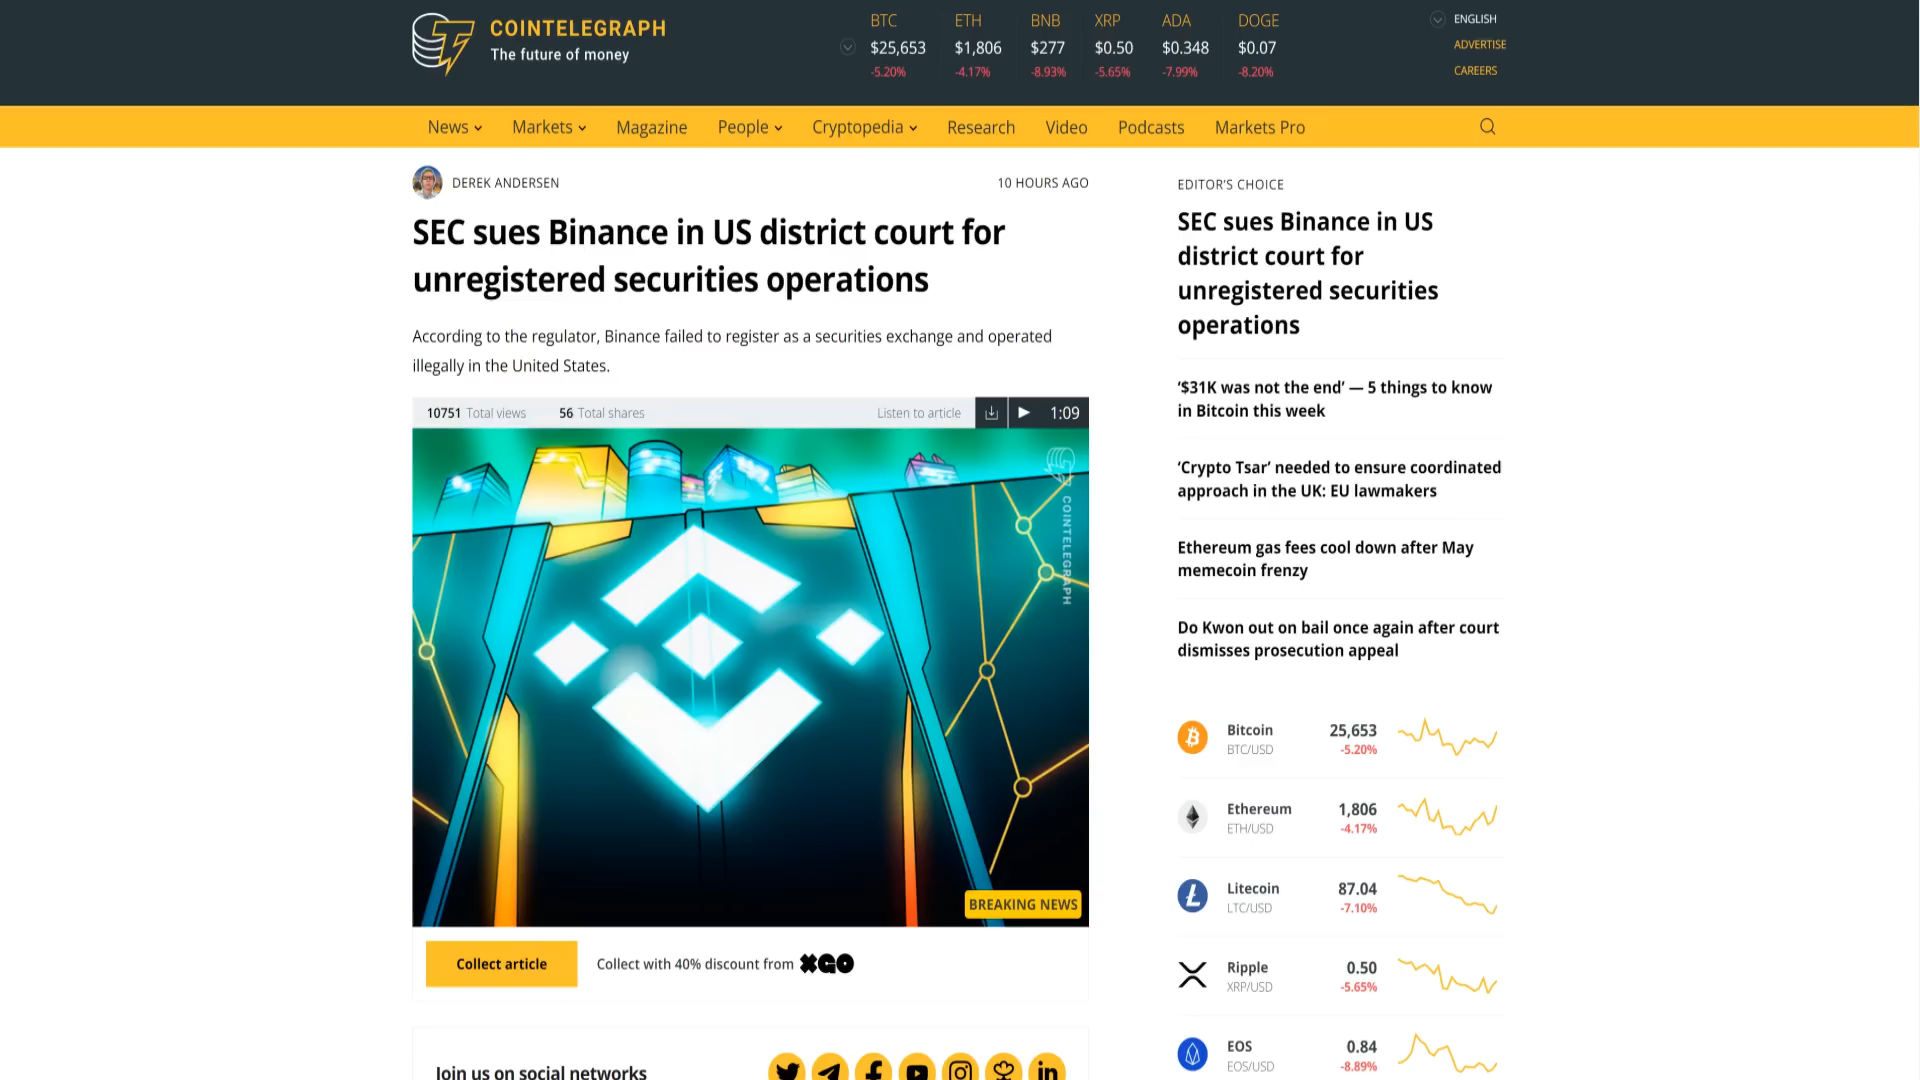 COINTELEGRAPH
The future of money
BTC
$25,653
-5.20%
ETH
$1,806
-4.17%
BNB
$277
-8.93%
XRP
$0.50
-5.65%
ADA
$0.348
-7.99%
DOGE
$0.07
-8.20%
ENGLISH
ADVERTISE
CAREERS
News Markets Magazine People Cryptopedia Research Video Podcasts Markets Pro
DEREK ANDERSEN
10 HOURS AGO
SEC sues Binance in US district court for
unregistered securities operations
According to the regulator, Binance failed to register as a securities exchange and operated
illegally in the United States.
10751 Total views 56 Total shares Listen to article 1:09
COINTELEGRAPH
BREAKING NEWS
Collect article Collect with 40% discount from XGO
Join us on social networks
EDITOR'S CHOICE
SEC sues Binance in US
district court for
unregistered securities
operations
‘$31K was not the end’ — 5 things to know
in Bitcoin this week
‘Crypto Tsar’ needed to ensure coordinated
approach in the UK: EU lawmakers
Ethereum gas fees cool down after May
memecoin frenzy
Do Kwon out on bail once again after court
dismisses prosecution appeal
Bitcoin 25,653
BTC/USD -5.20%
Ethereum 1,806
ETH/USD -4.17%
Litecoin 87.04
LTC/USD -7.10%
Ripple 0.50
XRP/USD -5.65%
EOS 0.84
EOS/USD -8.89%